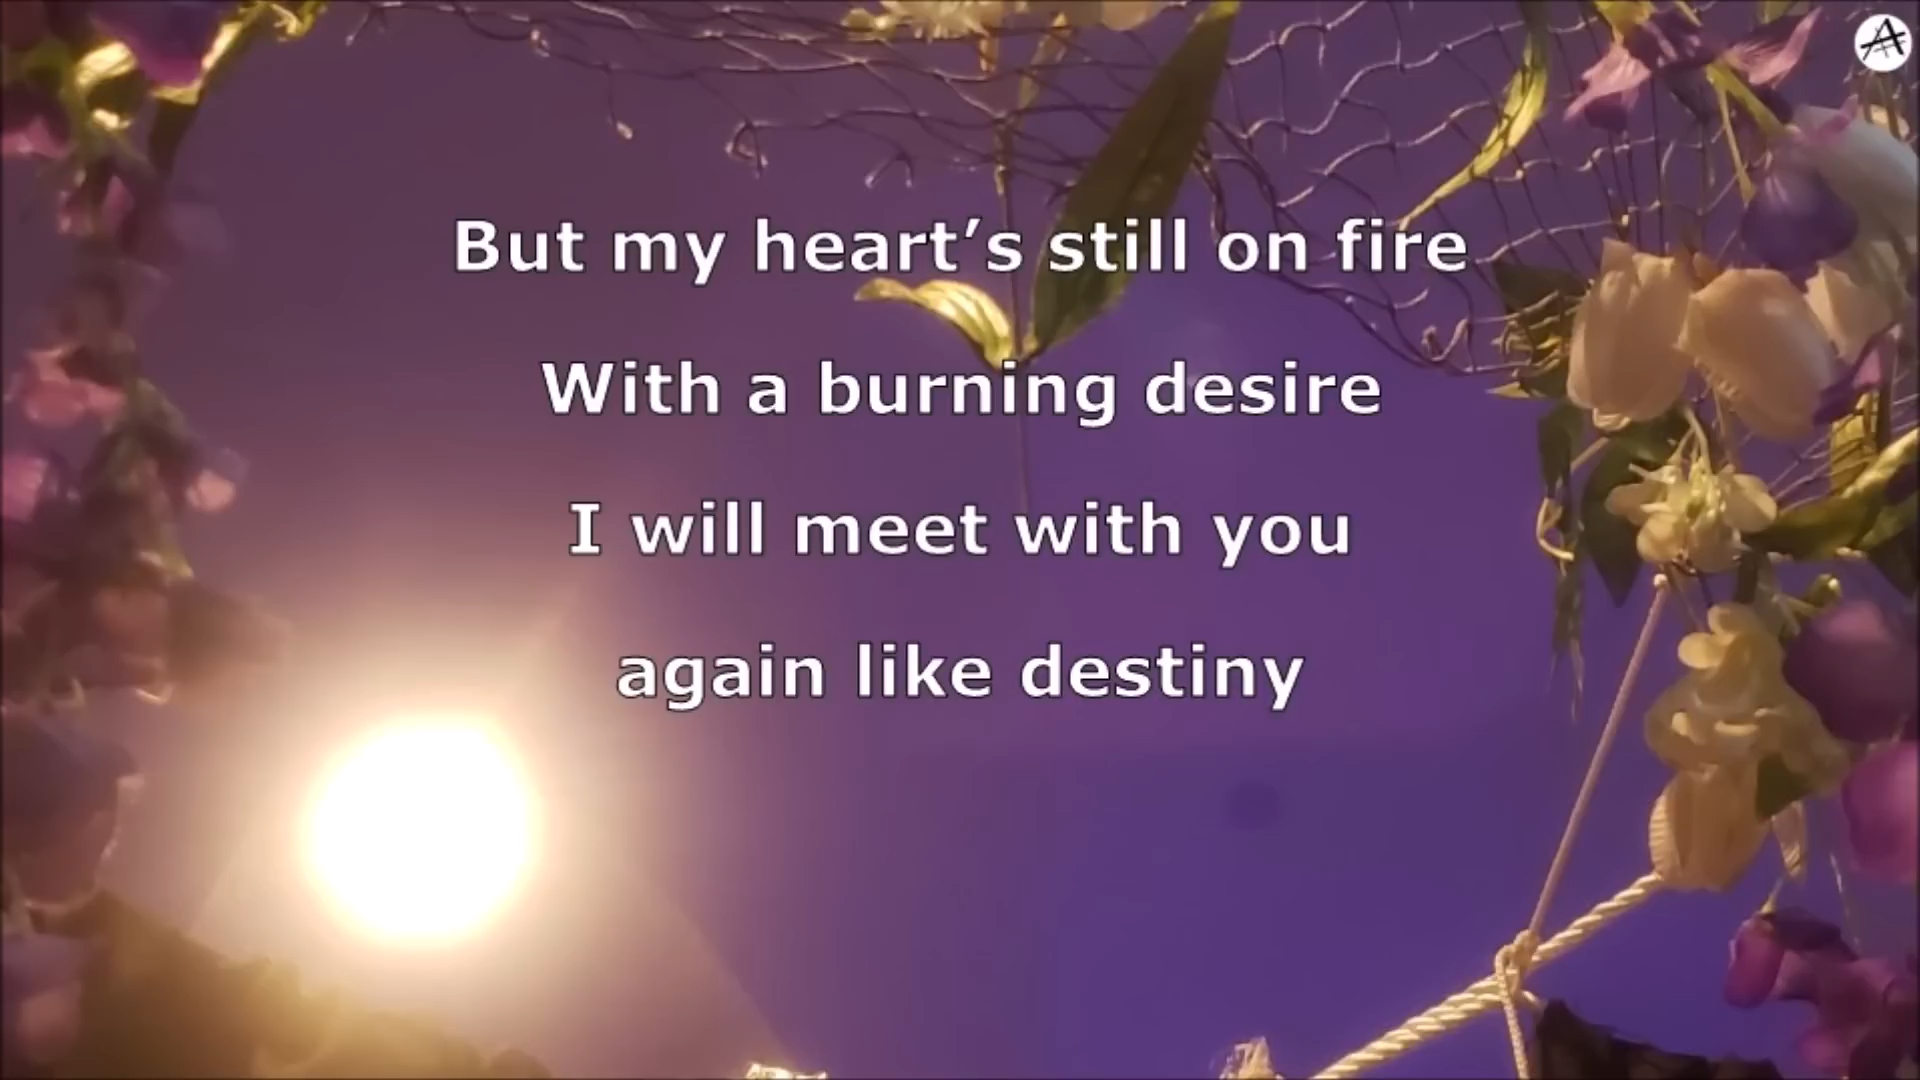 But my heart’s still on fire
With a burning desire
I will meet with you
again like destiny